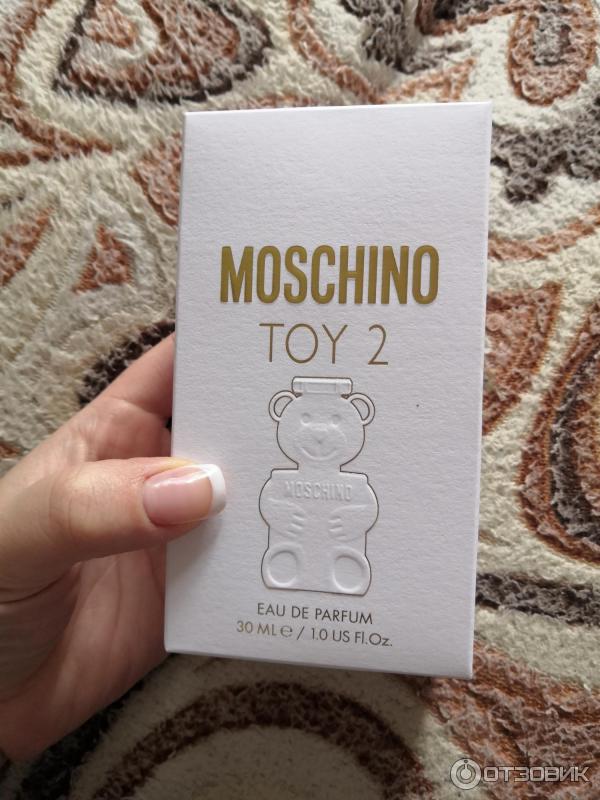 MOSCHINO
TOY 2
MOSCHINO
EAU DE PARFUM
30 ML ℮ / 1.0 US Fl.Oz.
ОТЗОВИК